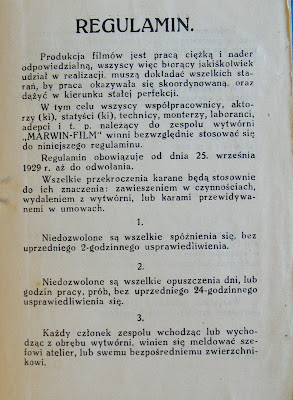 REGULAMIN.
Produkcja filmów jest pracą ciężką i nader
odpowiedzialną, wszyscy więc biorący jakiśkolwiek
udział w realizacji, muszą dokładać wszelkich sta-
rań, by praca okazywała się skoordynowaną, oraz
dążyć w kierunku stałej perfekcji.
W tym celu wszyscy współpracownicy, akto-
rzy (ki), statyści (ki), technicy, monterzy, laboranci,
adepci i t. p. należący do zespołu wytwórni
„MARWIN-FILM” winni bezwzględnie stosować się
do niniejszego regulaminu.
Regulamin obowiązuje od dnia 25. września
1929 r. aż do odwołania.
Wszelkie przekroczenia karane będą stosownie
do ich znaczenia: zawieszeniem w czynnościach,
wydaleniem z wytwórni, lub karami przewidywa-
nemi w umowach.
1.
Niedozwolone są wszelkie spóźnienia się, bez
uprzedniego 2-godzinnego usprawiedliwienia.
2.
Niedozwolone są wszelkie opuszczenia dni, lub
godzin pracy, prób, bez uprzedniego 24-godzinnego
usprawiedliwienia się.
3.
Każdy członek zespołu wchodząc lub wycho-
dząc z obrębu wytwórni, winien się meldować sze-
fowi atelier, lub swemu bezpośredniemu zwierzch-
nikowi.